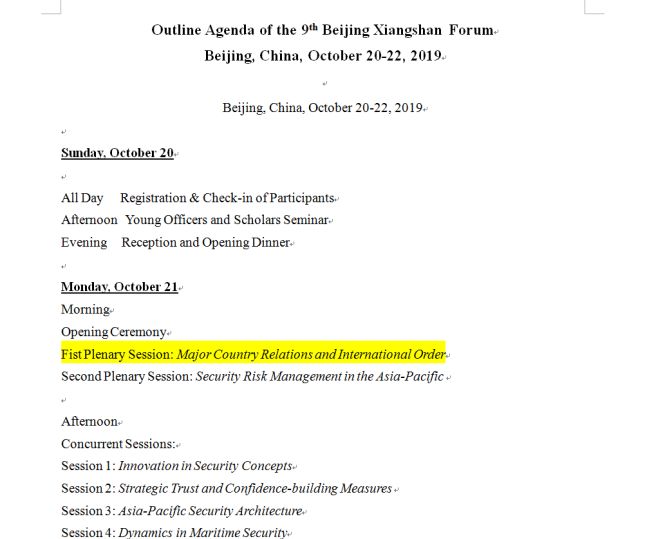 Outline Agenda of the 9th Beijing Xiangshan Forum
Beijing, China, October 20-22, 2019
Beijing, China, October 20-22, 2019
Sunday, October 20
All Day Registration & Check-in of Participants
Afternoon Young Officers and Scholars Seminar
Evening Reception and Opening Dinner
Monday, October 21
Morning
Opening Ceremony
Fist Plenary Session: Major Country Relations and International Order
Second Plenary Session: Security Risk Management in the Asia-Pacific
Afternoon
Concurrent Sessions:
Session 1: Innovation in Security Concepts
Session 2: Strategic Trust and Confidence-building Measures
Session 3: Asia-Pacific Security Architecture
Session 4: Dynamics in Maritime Security